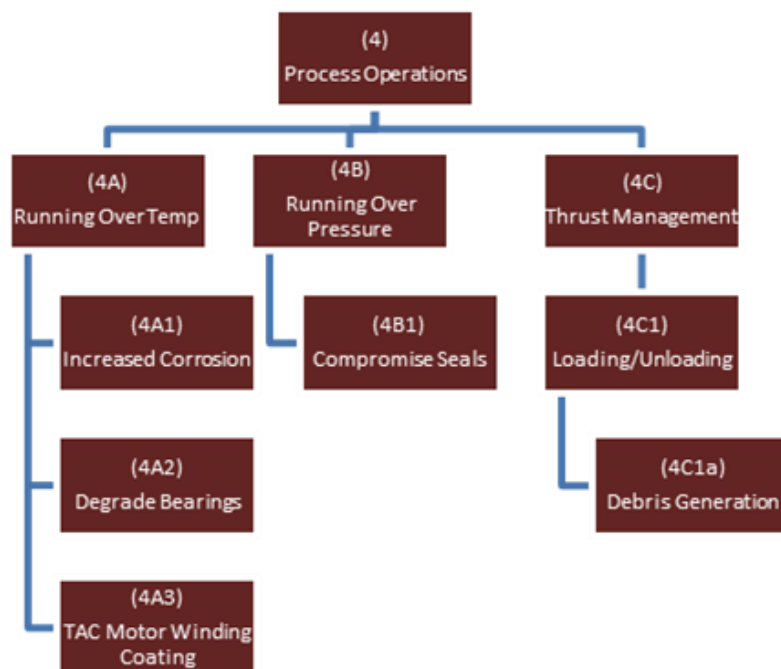 (4)
Process Operations
(4A)
Running Over Temp
(4B)
Running Over
Pressure
(4C)
Thrust Management
(4A1)
Increased Corrosion
(4B1)
Compromise Seals
(4C1)
Loading/Unloading
(4A2)
Degrade Bearings
(4C1a)
Debris Generation
(4A3)
TAC Motor Winding
Coating